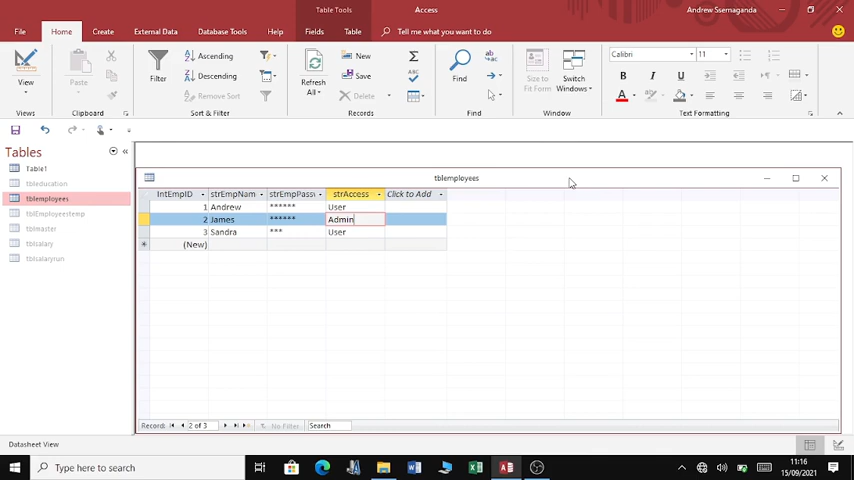 Table Tools
Access
Andrew Ssemaganda
File
Home
Create
External Data
Database Tools
Help
Fields
Table
Tell me what you want to do
View
Views
Paste
Clipboard
Filter
Ascending
Descending
Remove Sort
Sort & Filter
Refresh
All
New
Save
Delete
Records
Find
Find
Size to
Fit Form
Switch
Windows
Window
Calibri
11
B I U
A
Text Formatting
Tables
Table1
tbleducation
tblemployees
tblEmployeestemp
tblmaster
tblsalary
tblsalaryrun
tblemployees
IntEmpID strEmpNam strEmpPassv strAccess Click to Add
1 Andrew ****** User
2 James ****** Admin
3 Sandra *** User
(New)
Record: 2 of 3 No Filter Search
Datasheet View
Type here to search
11:16
15/09/2021